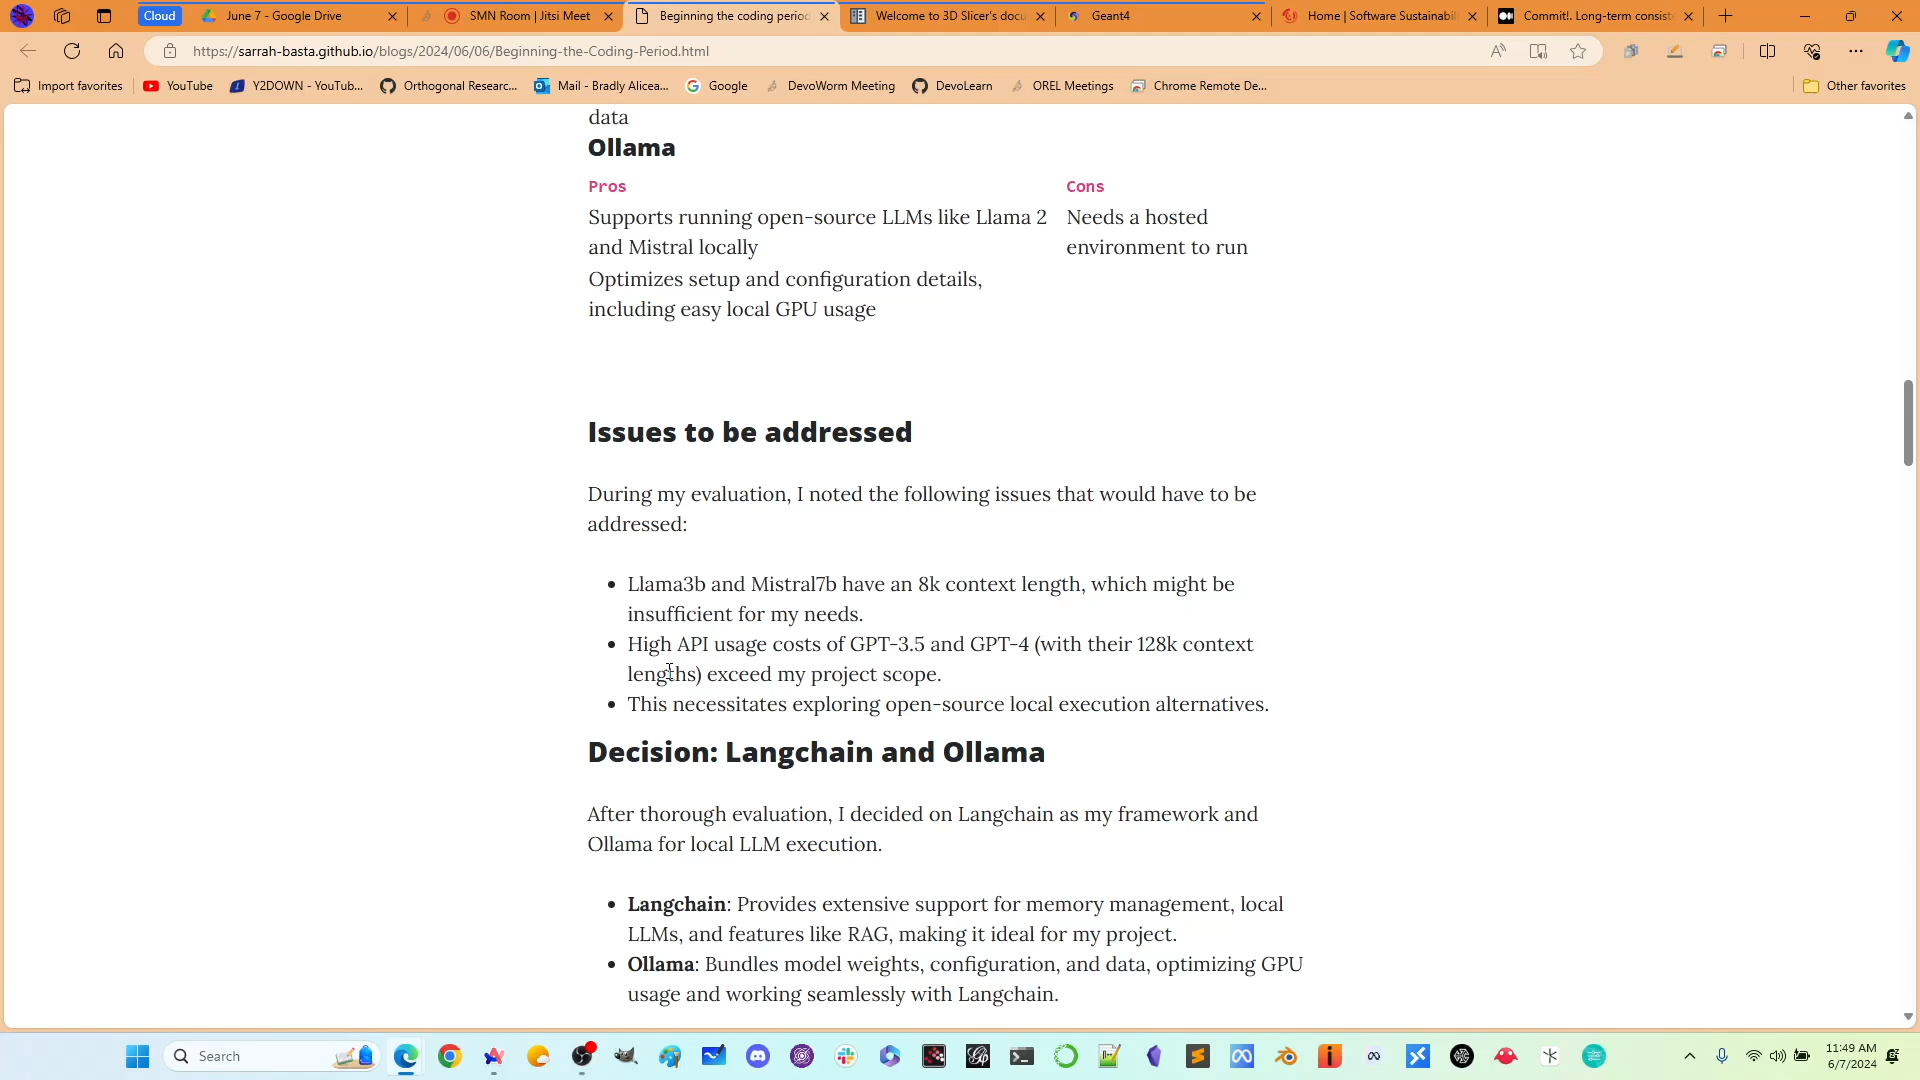 Cloud
June 7 - Google Drive
SMN Room | Jitsi Meet
Beginning the coding period
Welcome to 3D Slicer's docu
Geant4
Home | Software Sustainabil
Commit!. Long-term consiste
https://sarrah-basta.github.io/blogs/2024/06/06/Beginning-the-Coding-Period.html
Import favorites
YouTube
Y2DOWN - YouTub...
Orthogonal Researc...
Mail - Bradly Alicea...
Google
DevoWorm Meeting
DevoLearn
OREL Meetings
Chrome Remote De...
Other favorites
data
Ollama
Pros
Cons
Supports running open-source LLMs like Llama 2
and Mistral locally
Needs a hosted
environment to run
Optimizes setup and configuration details,
including easy local GPU usage
Issues to be addressed
During my evaluation, I noted the following issues that would have to be
addressed:
• Llama3b and Mistral7b have an 8k context length, which might be
insufficient for my needs.
• High API usage costs of GPT-3.5 and GPT-4 (with their 128k context
lengths) exceed my project scope.
• This necessitates exploring open-source local execution alternatives.
Decision: Langchain and Ollama
After thorough evaluation, I decided on Langchain as my framework and
Ollama for local LLM execution.
• Langchain: Provides extensive support for memory management, local
LLMs, and features like RAG, making it ideal for my project.
• Ollama: Bundles model weights, configuration, and data, optimizing GPU
usage and working seamlessly with Langchain.
Search
11:49 AM
6/7/2024